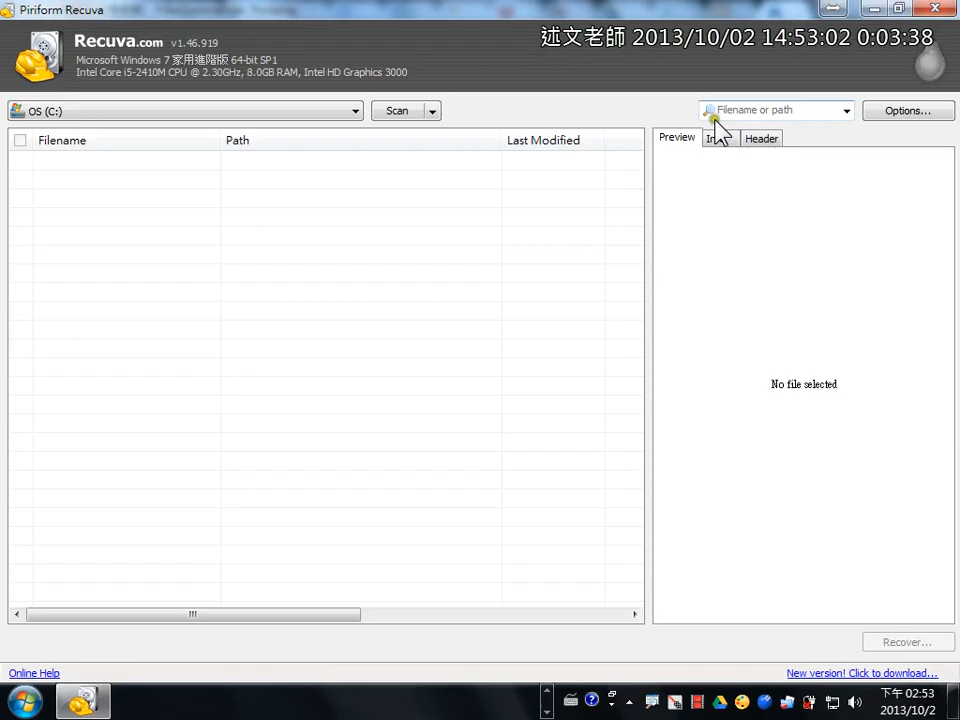 Piriform Recuva
述文老師 2013/10/02 14:53:02 0:03:38
Recuva.com v1.46.919
Microsoft Windows 7 家用進階版 64-bit SP1
Intel Core i5-2410M CPU @ 2.30GHz, 8.0GB RAM, Intel HD Graphics 3000
OS (C:)
Scan
Filename or path
Options...
Filename
Path
Last Modified
Preview
Header
No file selected
Recover...
Online Help
New version! Click to download...
下午 02:53
2013/10/2